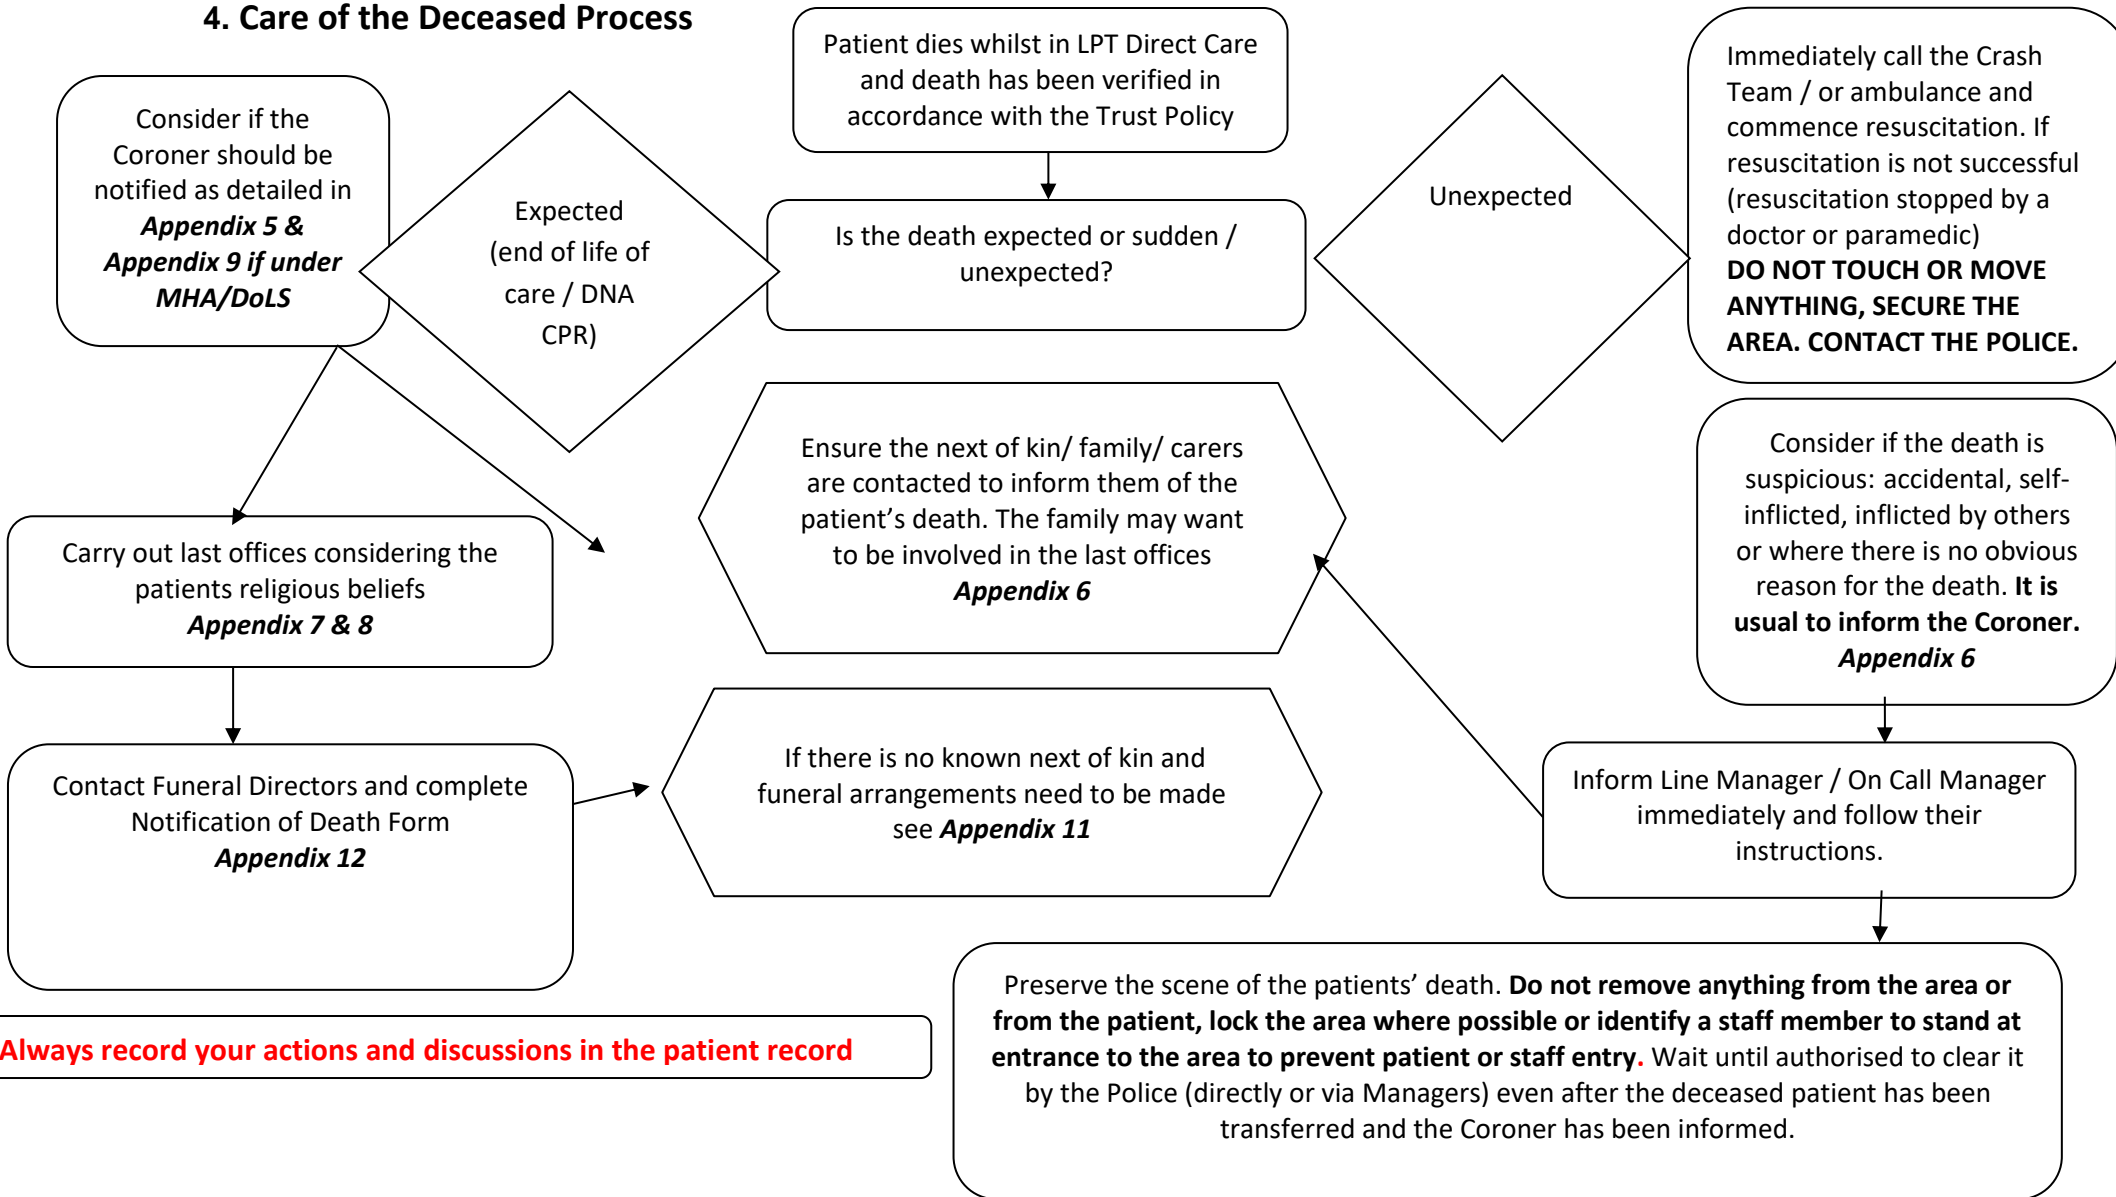 4. Care of the Deceased Process
Patient dies whilst in LPT Direct Care
and death has been verified in
accordance with the Trust Policy
Is the death expected or sudden /
unexpected?
Expected
(end of life of
care / DNA
CPR)
Consider if the
Coroner should be
notified as detailed in
Appendix 5 &
Appendix 9 if under
MHA/DoLS
Carry out last offices considering the
patients religious beliefs
Appendix 7 & 8
Contact Funeral Directors and complete
Notification of Death Form
Appendix 12
Ensure the next of kin/ family/ carers
are contacted to inform them of the
patient’s death. The family may want
to be involved in the last offices
Appendix 6
If there is no known next of kin and
funeral arrangements need to be made
see Appendix 11
Unexpected
Immediately call the Crash
Team / or ambulance and
commence resuscitation. If
resuscitation is not successful
(resuscitation stopped by a
doctor or paramedic)
DO NOT TOUCH OR MOVE
ANYTHING, SECURE THE
AREA. CONTACT THE POLICE.
Consider if the death is
suspicious: accidental, self-
inflicted, inflicted by others
or where there is no obvious
reason for the death. It is
usual to inform the Coroner.
Appendix 6
Inform Line Manager / On Call Manager
immediately and follow their
instructions.
Preserve the scene of the patients’ death. Do not remove anything from the area or
from the patient, lock the area where possible or identify a staff member to stand at
entrance to the area to prevent patient or staff entry. Wait until authorised to clear it
by the Police (directly or via Managers) even after the deceased patient has been
transferred and the Coroner has been informed.
Always record your actions and discussions in the patient record